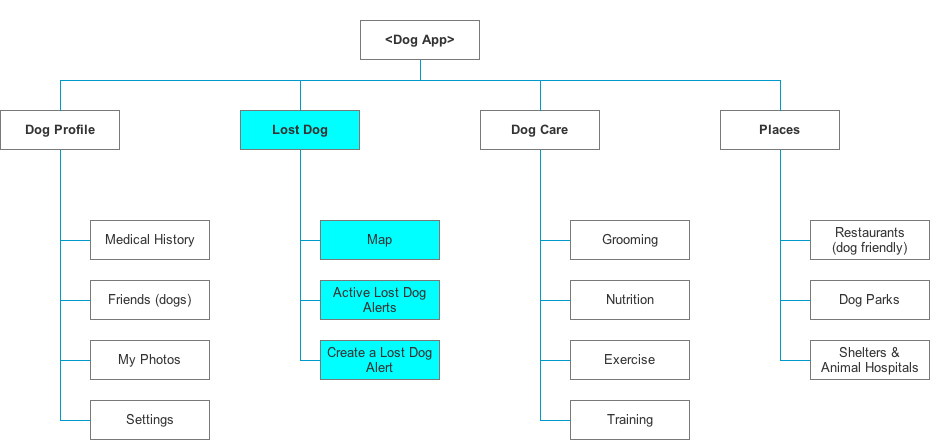 <Dog App>
Dog Profile
Lost Dog
Dog Care
Places
Medical History
Friends (dogs)
My Photos
Settings
Map
Active Lost Dog
Alerts
Create a Lost Dog
Alert
Grooming
Nutrition
Exercise
Training
Restaurants
(dog friendly)
Dog Parks
Shelters &
Animal Hospitals